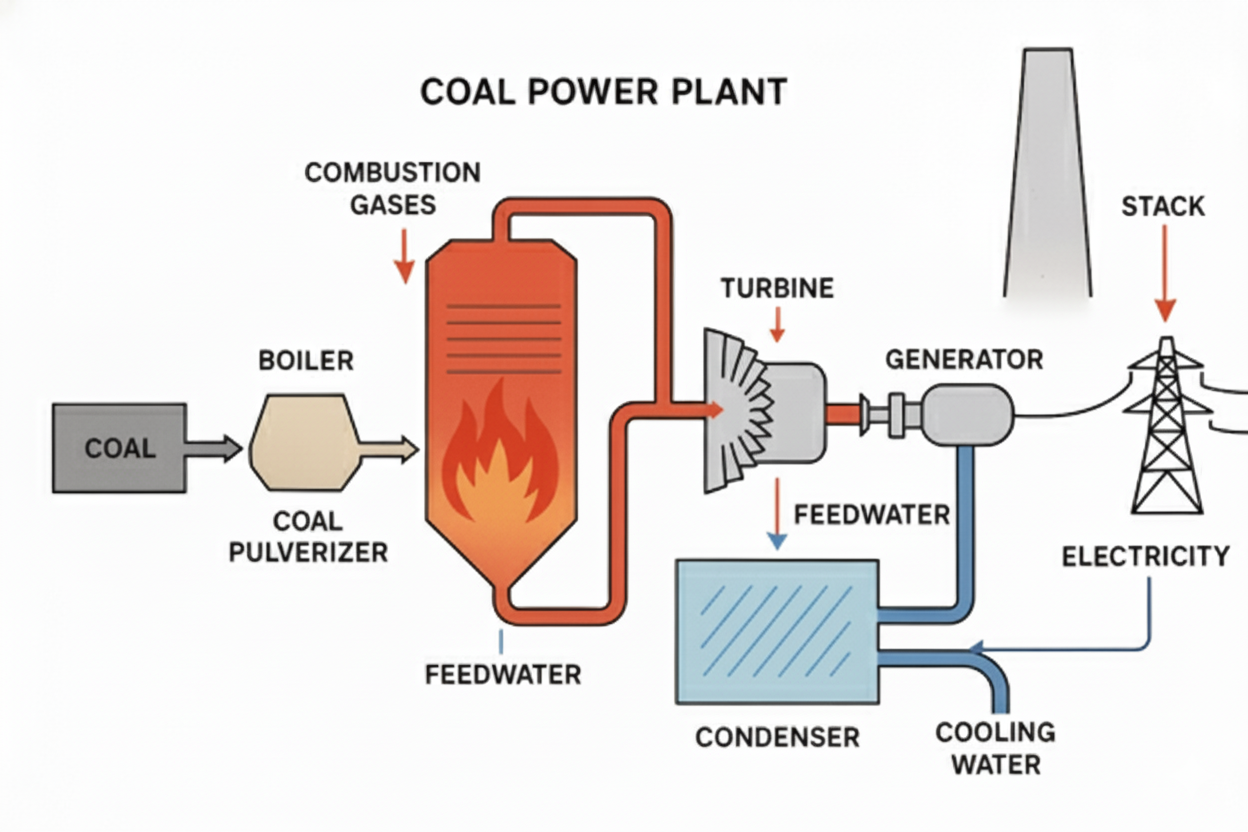 COAL POWER PLANT
COMBUSTION
GASES
STACK
TURBINE
BOILER
GENERATOR
COAL
COAL
PULVERIZER
FEEDWATER
ELECTRICITY
FEEDWATER
CONDENSER
COOLING
WATER